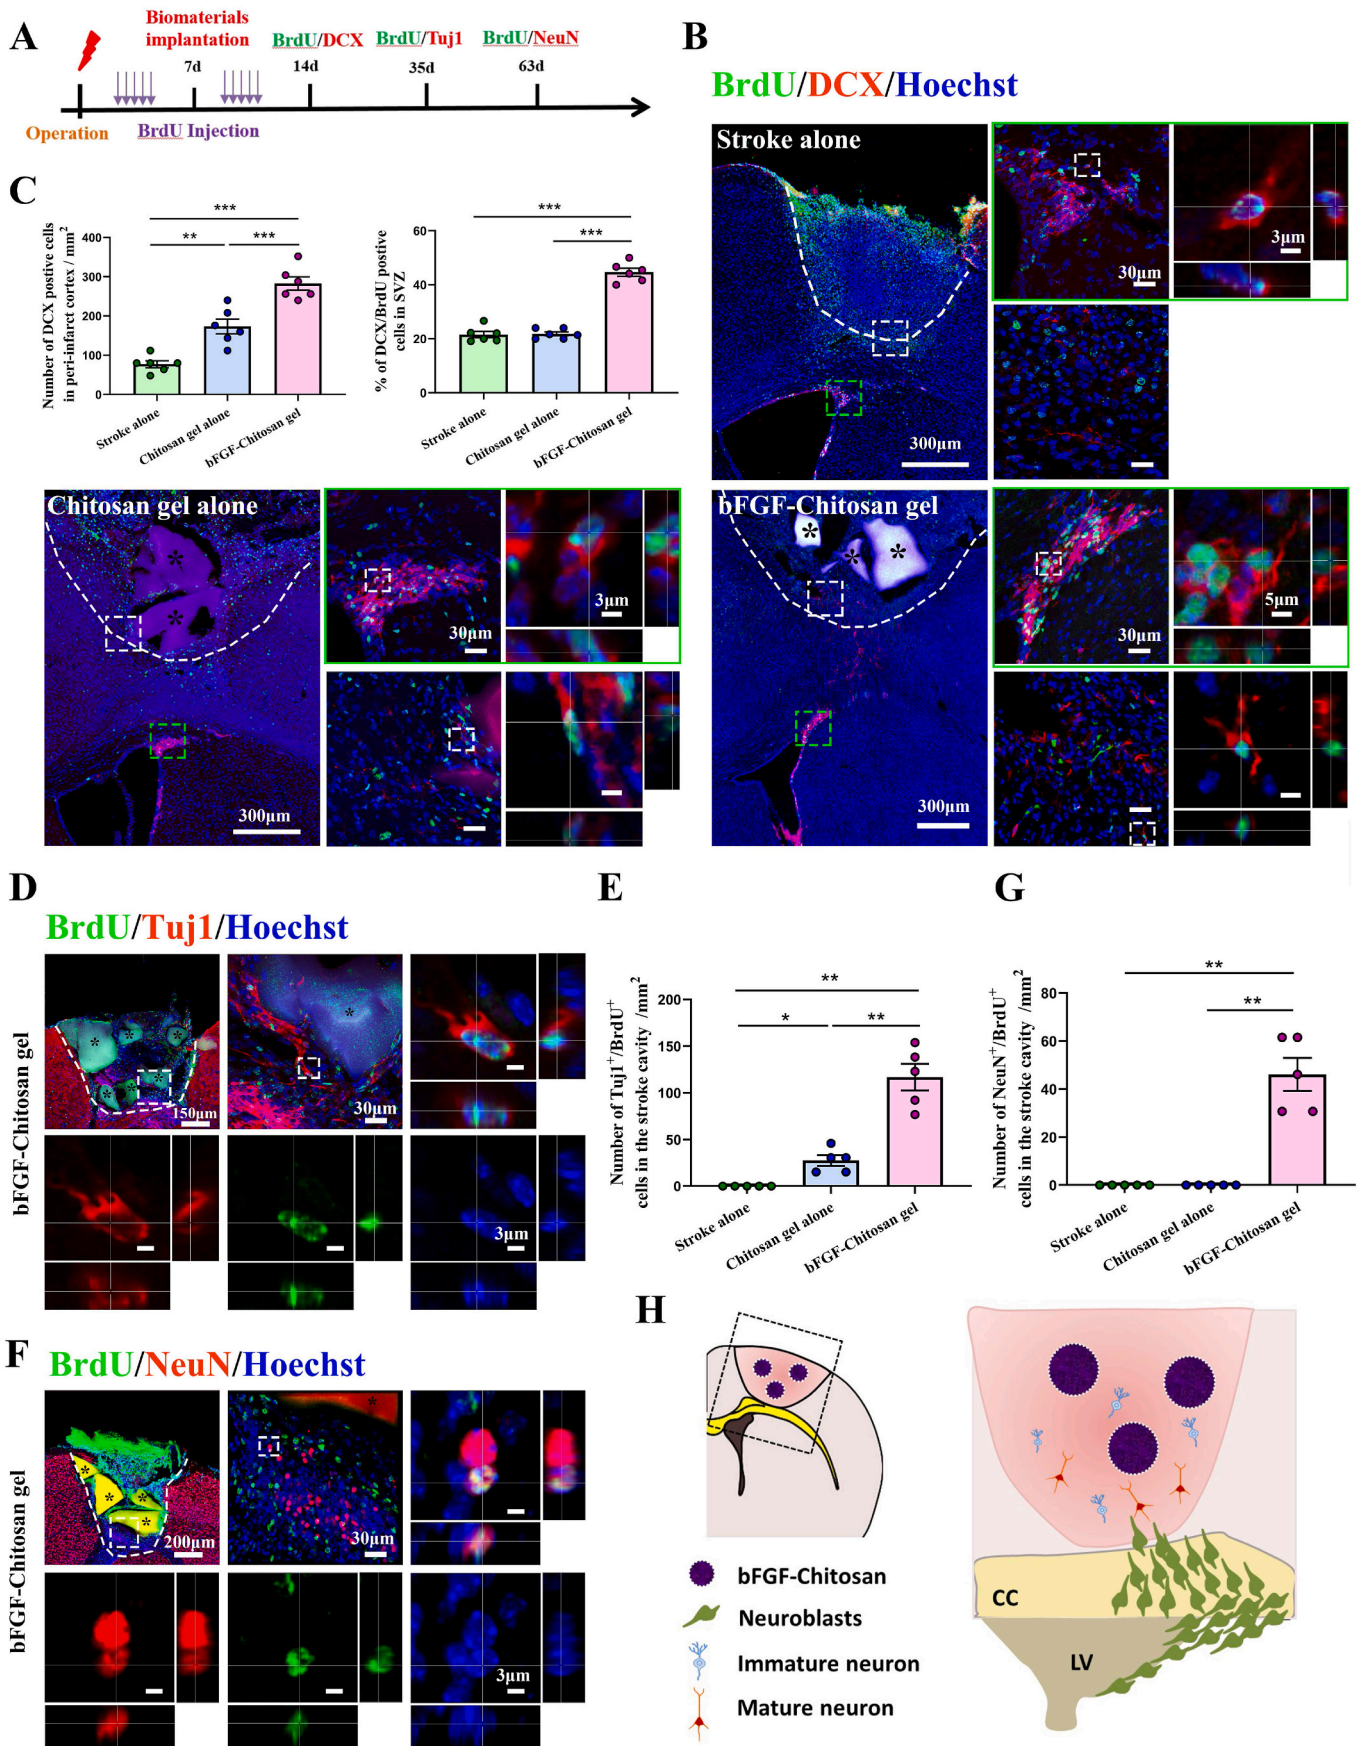 A
Biomaterials
implantation
BrdU/DCX
BrdU/Tuj1
BrdU/NeuN
7d
14d
35d
63d
Operation
BrdU Injection
B
BrdU/DCX/Hoechst
Stroke alone
300μm
30μm
3μm
C
***
**
***
Number of DCX postive cells
in peri-infarct cortex / mm²
400
300
200
100
0
Stroke alone
Chitosan gel alone
bFGF-Chitosan gel
***
***
% of DCX/BrdU postive
cells in SVZ
60
40
20
0
Stroke alone
Chitosan gel alone
bFGF-Chitosan gel
Chitosan gel alone
*
*
300μm
30μm
3μm
bFGF-Chitosan gel
*
*
*
300μm
30μm
5μm
D
BrdU/Tuj1/Hoechst
bFGF-Chitosan gel
*
*
*
*
*
*
150μm
*
30μm
3μm
E
Number of Tuj1⁺/BrdU⁺
cells in the stroke cavity /mm²
**
*
**
200
150
100
50
0
Stroke alone
Chitosan gel alone
bFGF-Chitosan gel
G
Number of NeuN⁺/BrdU⁺
cells in the stroke cavity /mm²
**
**
80
60
40
20
0
Stroke alone
Chitosan gel alone
bFGF-Chitosan gel
F
BrdU/NeuN/Hoechst
bFGF-Chitosan gel
*
*
*
*
200μm
*
30μm
3μm
H
bFGF-Chitosan
Neuroblasts
Immature neuron
Mature neuron
CC
LV